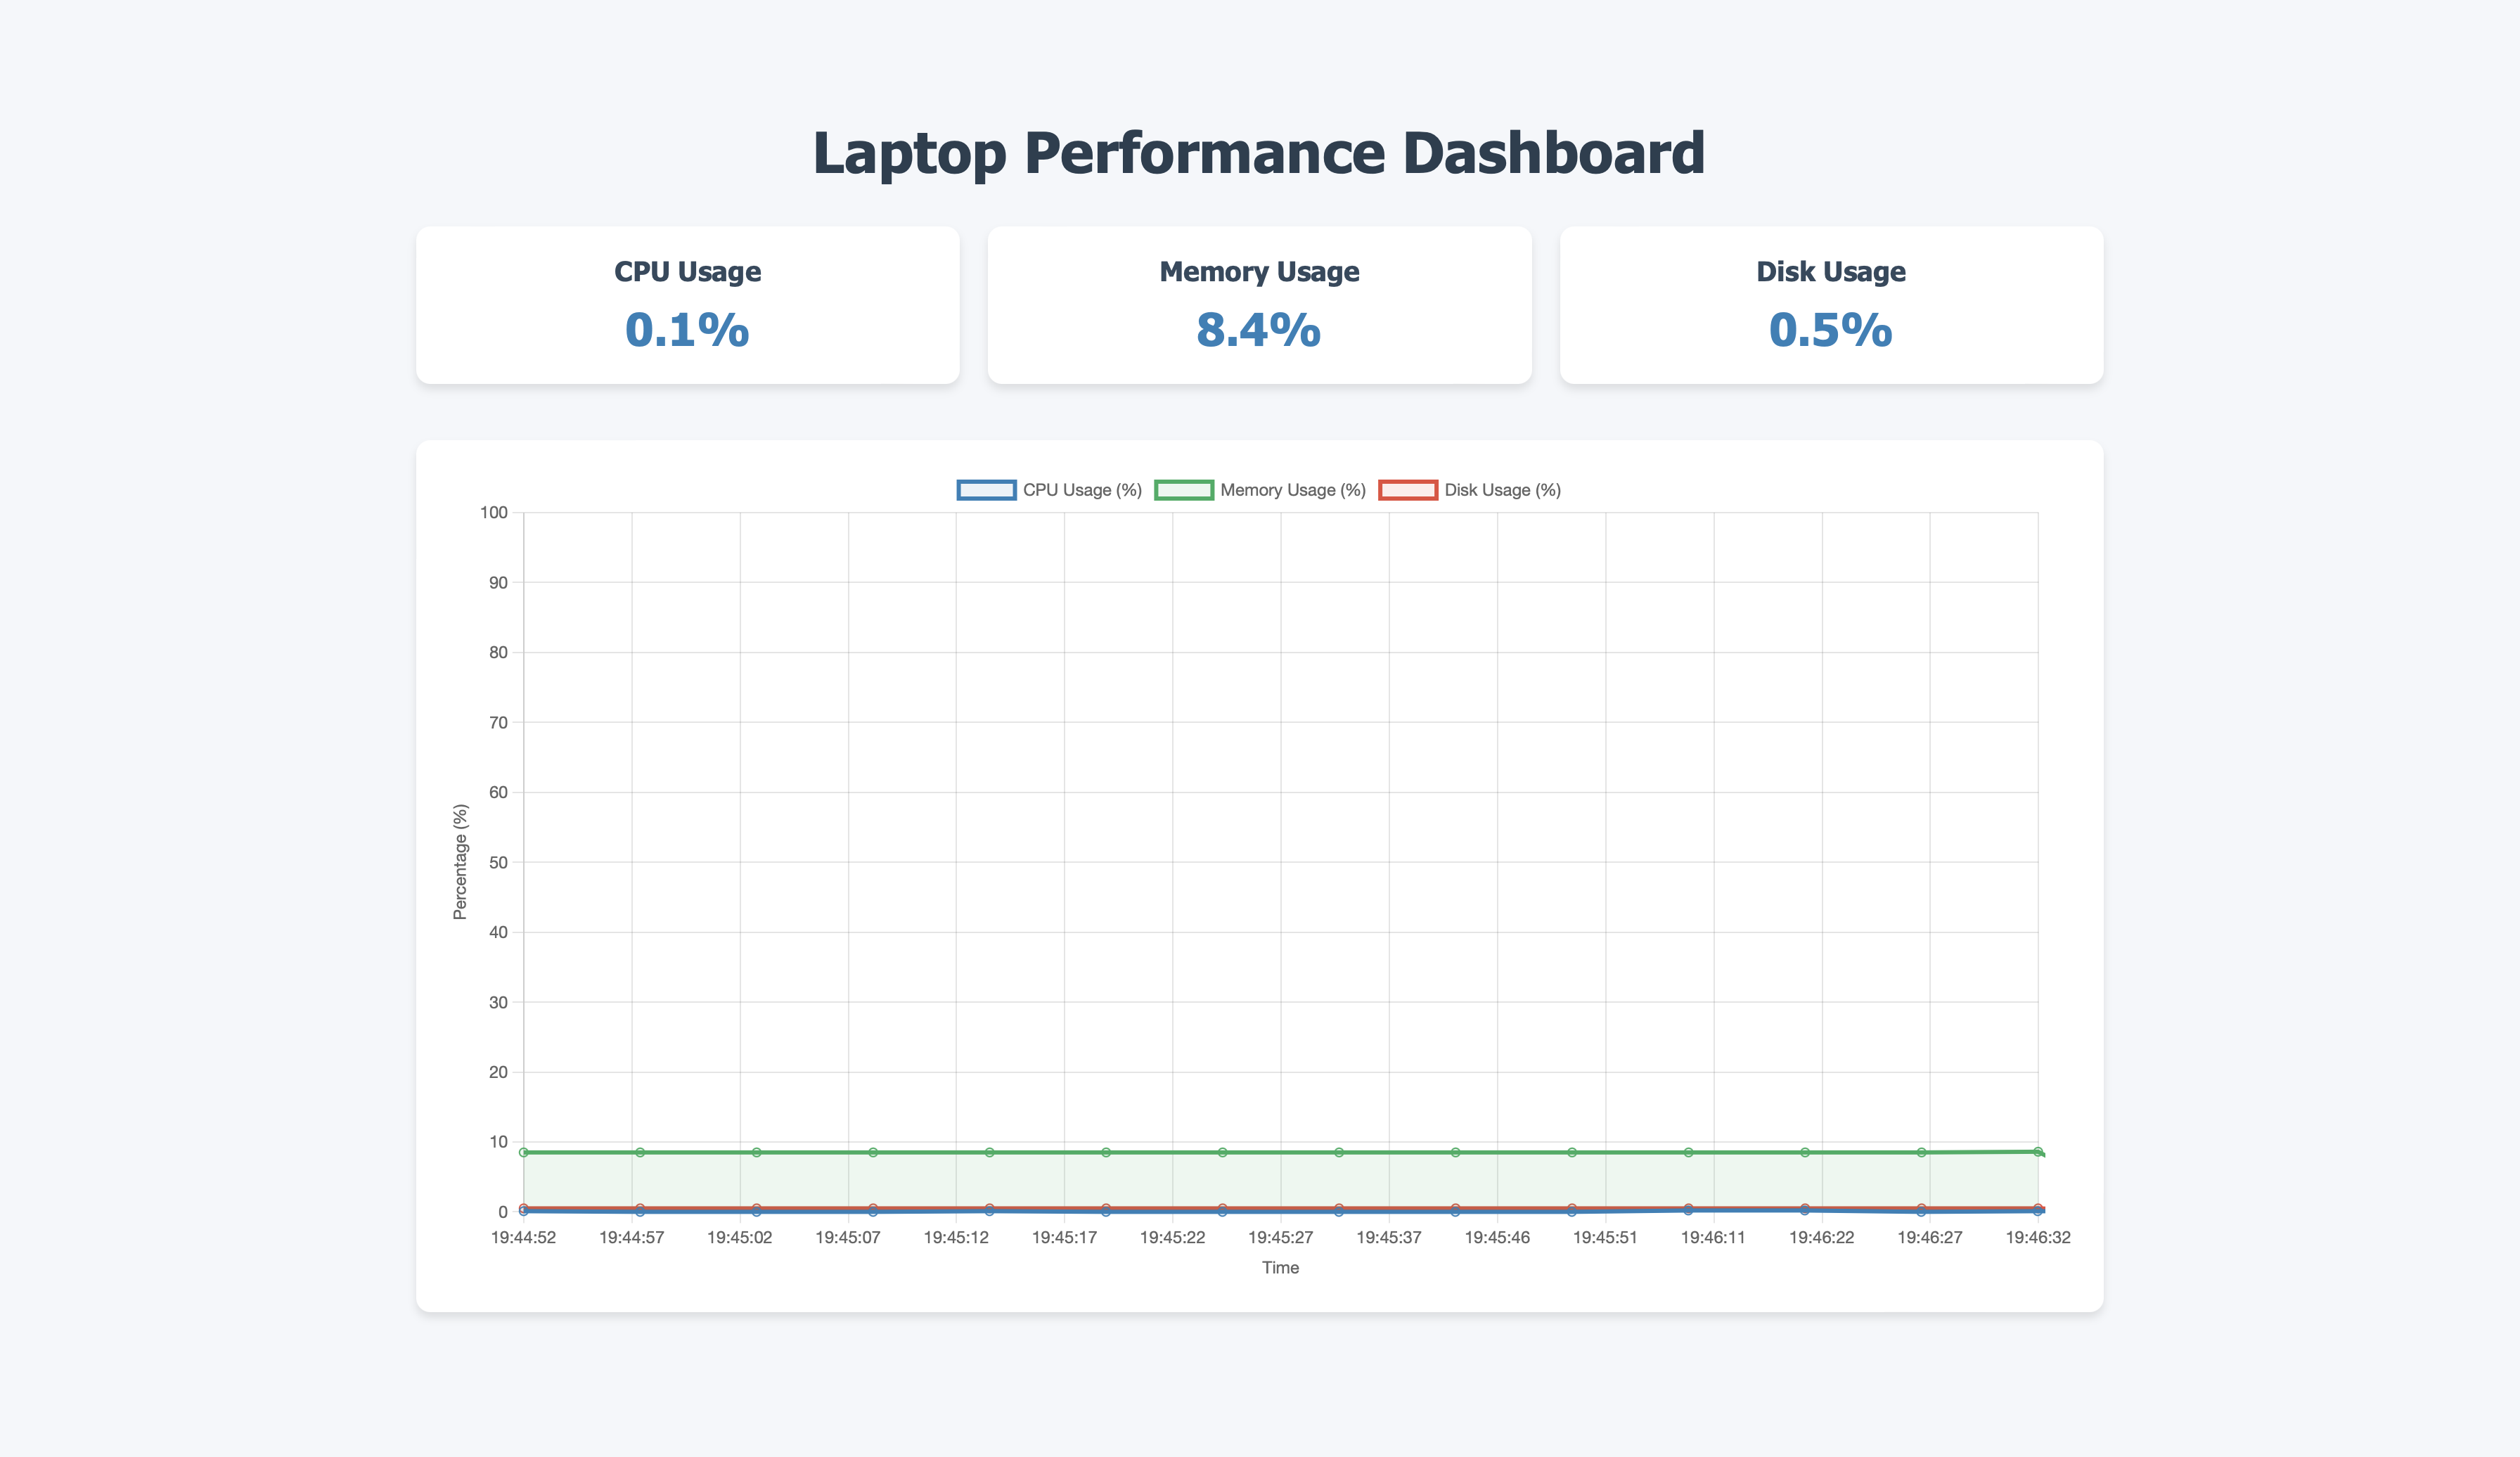 Laptop Performance Dashboard
CPU Usage
0.1%
Memory Usage
8.4%
Disk Usage
0.5%
CPU Usage (%) Memory Usage (%) Disk Usage (%)
100
90
80
70
60
50
40
30
20
10
0
Percentage (%)
19:44:52 19:44:57 19:45:02 19:45:07 19:45:12 19:45:17 19:45:22 19:45:27 19:45:37 19:45:46 19:45:51 19:46:11 19:46:22 19:46:27 19:46:32
Time